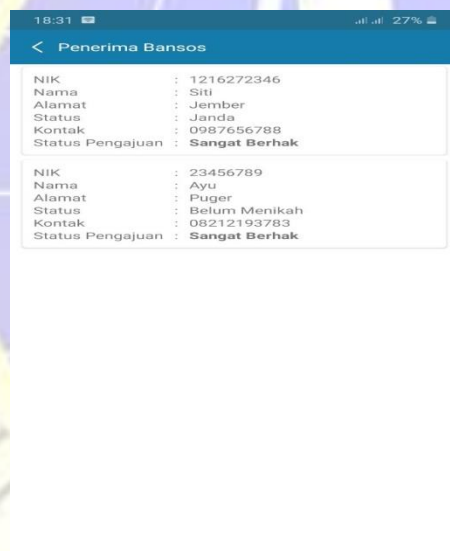 18:31 27%
Penerima Bansos
NIK : 1216272346
Nama : Siti
Alamat : Jember
Status : Janda
Kontak : 0987656788
Status Pengajuan : Sangat Berhak
NIK : 23456789
Nama : Ayu
Alamat : Puger
Status : Belum Menikah
Kontak : 08212193783
Status Pengajuan : Sangat Berhak